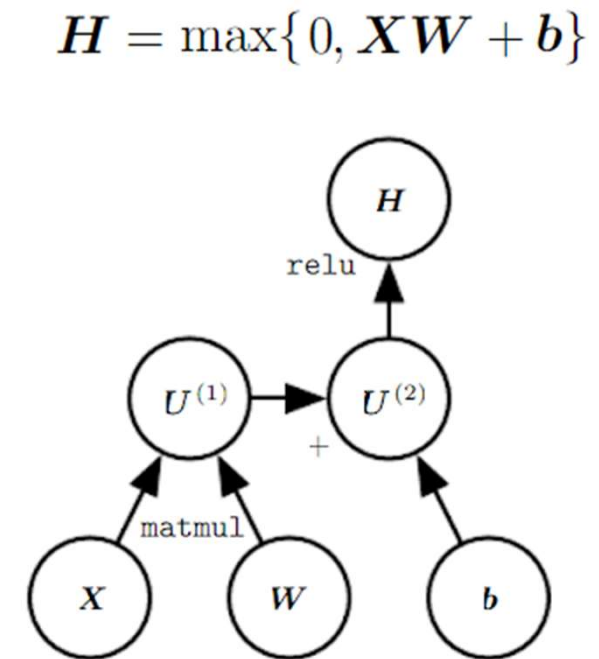 H = max{0, XW + b}
H
relu
U⁽¹⁾ U⁽²⁾
+
matmul
X W b